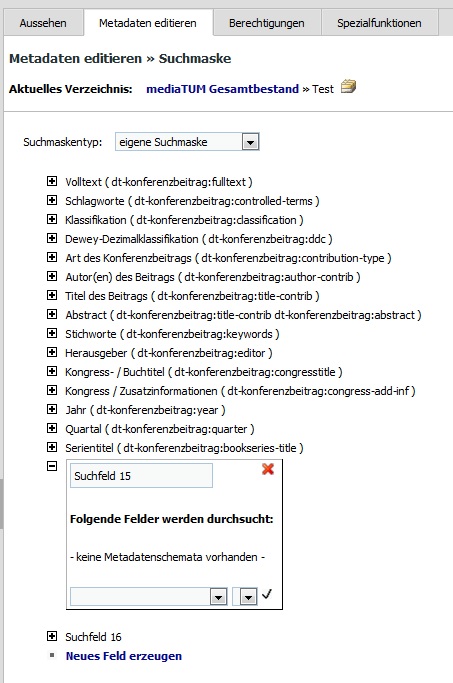 Aussehen Metadaten editieren Berechtigungen Spezialfunktionen
Metadaten editieren » Suchmaske
Aktuelles Verzeichnis: mediaTUM Gesamtbestand » Test
Suchmaskentyp: eigene Suchmaske
Volltext ( dt-konferenzbeitrag:fulltext )
Schlagworte ( dt-konferenzbeitrag:controlled-terms )
Klassifikation ( dt-konferenzbeitrag:classification )
Dewey-Dezimalklassifikation ( dt-konferenzbeitrag:ddc )
Art des Konferenzbeitrags ( dt-konferenzbeitrag:contribution-type )
Autor(en) des Beitrags ( dt-konferenzbeitrag:author-contrib )
Titel des Beitrags ( dt-konferenzbeitrag:title-contrib )
Abstract ( dt-konferenzbeitrag:title-contrib dt-konferenzbeitrag:abstract )
Stichworte ( dt-konferenzbeitrag:keywords )
Herausgeber ( dt-konferenzbeitrag:editor )
Kongress- / Buchtitel ( dt-konferenzbeitrag:congresstitle )
Kongress / Zusatzinformationen ( dt-konferenzbeitrag:congress-add-inf )
Jahr ( dt-konferenzbeitrag:year )
Quartal ( dt-konferenzbeitrag:quarter )
Serientitel ( dt-konferenzbeitrag:bookseries-title )
Suchfeld 15
Folgende Felder werden durchsucht:
- keine Metadatenschemata vorhanden -
Suchfeld 16
Neues Feld erzeugen